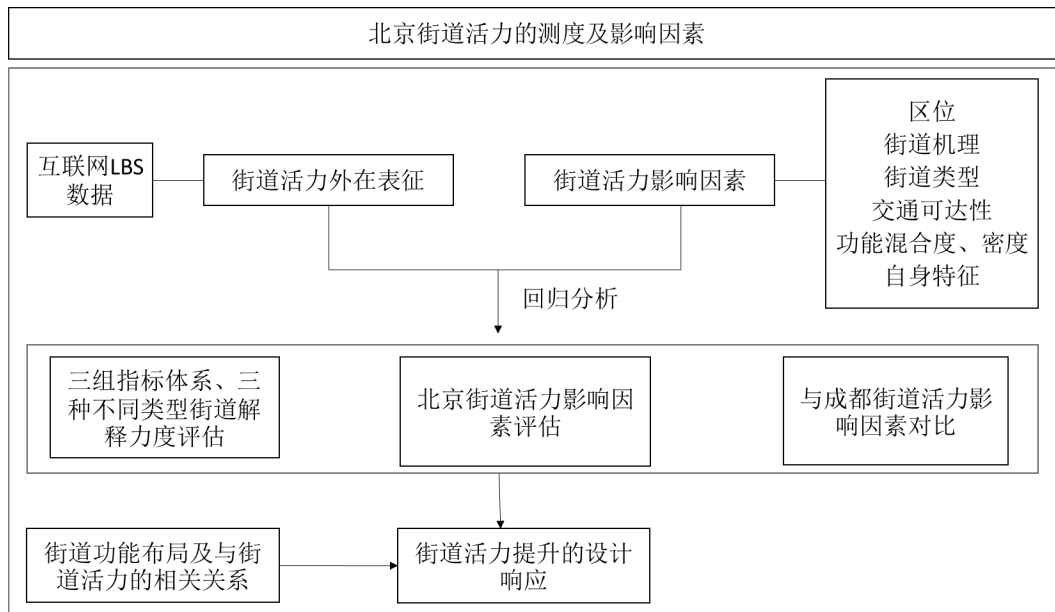 北京街道活力的测度及影响因素
互联网LBS
数据
街道活力外在表征
街道活力影响因素
区位
街道机理
街道类型
交通可达性
功能混合度、密度
自身特征
回归分析
三组指标体系、三
种不同类型街道解
释力度评估
北京街道活力影响因
素评估
与成都街道活力影
响因素对比
街道功能布局及与街
道活力的相关关系
街道活力提升的设计
响应